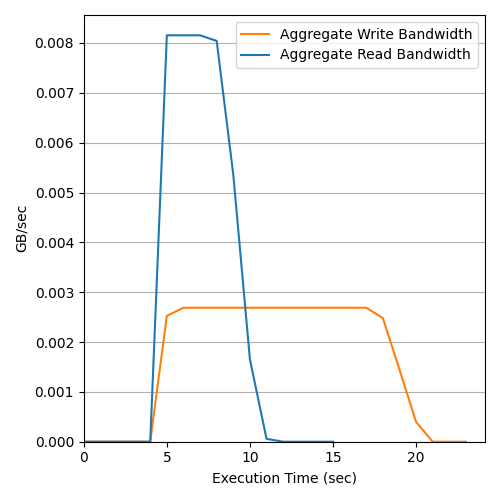 Aggregate Write Bandwidth
Aggregate Read Bandwidth
GB/sec
0.008
0.007
0.006
0.005
0.004
0.003
0.002
0.001
0.000
0 5 10 15 20
Execution Time (sec)